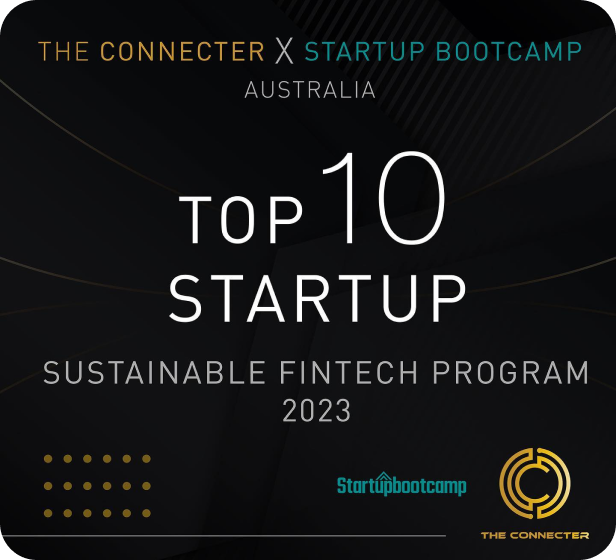 THE CONNECTER X STARTUP BOOTCAMP
AUSTRALIA
TOP 10
STARTUP
SUSTAINABLE FINTECH PROGRAM
2023
Startupbootcamp
THE CONNECTER